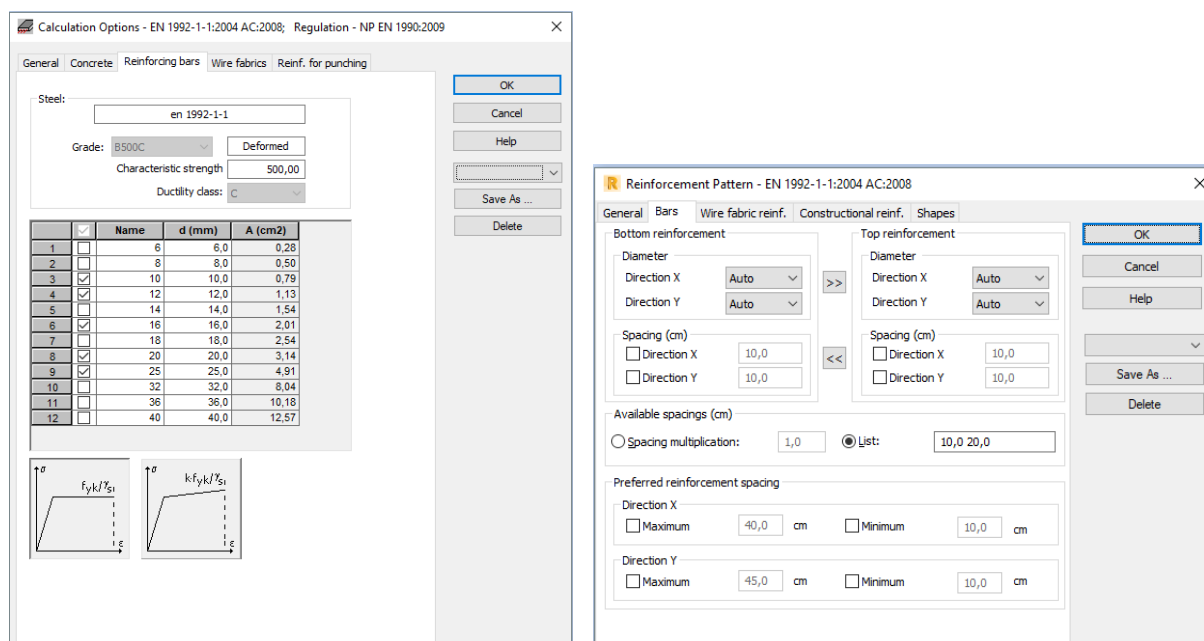 Calculation Options - EN 1992-1-1:2004 AC:2008; Regulation - NP EN 1990:2009
General Concrete Reinforcing bars Wire fabrics Reinf. for punching
Steel:
en 1992-1-1
Grade: B500C Deformed
Characteristic strength 500,00
Ductility class: C
OK
Cancel
Help
Save As ...
Delete
Name d (mm) A (cm2)
1 6 6,0 0,28
2 8 8,0 0,50
3 10 10,0 0,79
4 12 12,0 1,13
5 14 14,0 1,54
6 16 16,0 2,01
7 18 18,0 2,54
8 20 20,0 3,14
9 25 25,0 4,91
10 32 32,0 8,04
11 36 36,0 10,18
12 40 40,0 12,57
σ fyk/γs1 ε
σ k·fyk/γs1 ε
R Reinforcement Pattern - EN 1992-1-1:2004 AC:2008
General Bars Wire fabric reinf. Constructional reinf. Shapes
Bottom reinforcement
Diameter
Direction X Auto
Direction Y Auto
Spacing (cm)
Direction X 10,0
Direction Y 10,0
>>
<<
Top reinforcement
Diameter
Direction X Auto
Direction Y Auto
Spacing (cm)
Direction X 10,0
Direction Y 10,0
Available spacings (cm)
Spacing multiplication: 1,0 List: 10,0 20,0
Preferred reinforcement spacing
Direction X
Maximum 40,0 cm Minimum 10,0 cm
Direction Y
Maximum 45,0 cm Minimum 10,0 cm
OK
Cancel
Help
Save As ...
Delete